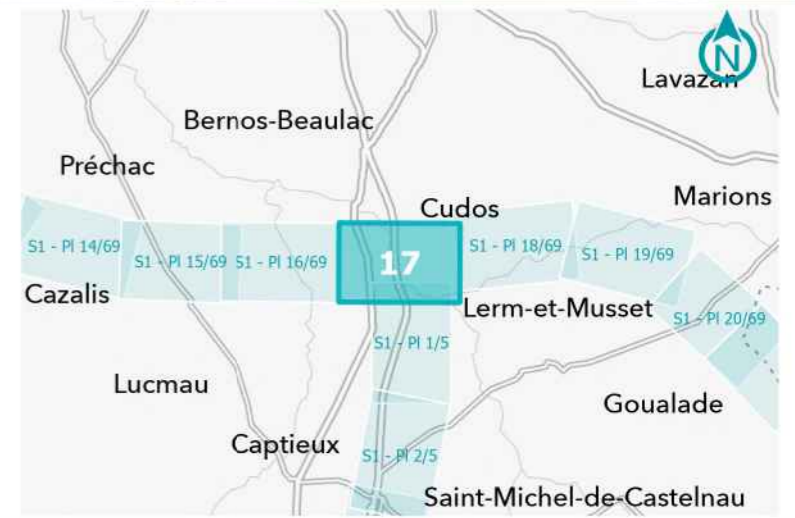 N
Lavazan
Bernos-Beaulac
Préchac
Marions
Cudos
S1 - Pl 14/69
S1 - Pl 15/69
S1 - Pl 16/69
17
S1 - Pl 18/69
S1 - Pl 19/69
Cazalis
Lerm-et-Musset
S1 - Pl 20/69
S1 - Pl 1/5
Lucmau
Goualade
Captieux
S1 - Pl 2/5
Saint-Michel-de-Castelnau